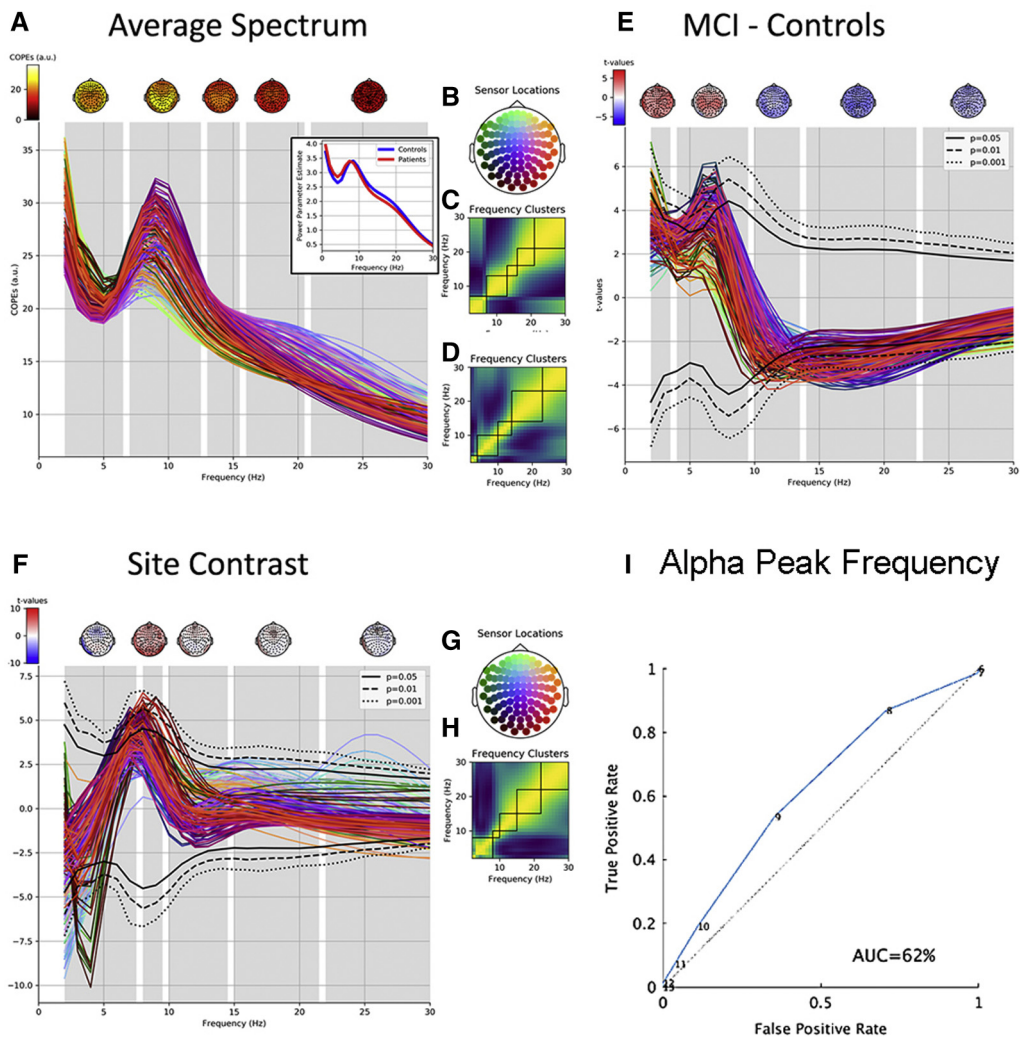 A
Average Spectrum
COPEs (a.u.)
20
0
35
30
25
20
15
10
COPEs (a.u.)
0 5 10 15 20 25 30
Frequency (Hz)
4.0
3.5
3.0
2.5
2.0
1.5
1.0
0.5
Power Parameter Estimate
Controls
Patients
0 5 10 15 20 25 30
Frequency (Hz)
B
Sensor Locations
C
Frequency Clusters
30
20
10
Frequency (Hz)
10 20 30
D
Frequency Clusters
30
20
10
Frequency (Hz)
10 20 30
Frequency (Hz)
E
MCI - Controls
t-values
5
0
−5
6
4
2
0
−2
−4
−6
t-values
p=0.05
p=0.01
p=0.001
0 5 10 15 20 25 30
Frequency (Hz)
F
Site Contrast
t-values
10
0
-10
7.5
5.0
2.5
0.0
−2.5
−5.0
−7.5
−10.0
p=0.05
p=0.01
p=0.001
0 5 10 15 20 25 30
Frequency (Hz)
G
Sensor Locations
H
Frequency Clusters
30
20
10
Frequency (Hz)
10 20 30
Frequency (Hz)
I
Alpha Peak Frequency
1
0.8
0.6
0.4
0.2
0
True Positive Rate
6
7
8
9
10
11
AUC=62%
0 0.5 1
False Positive Rate